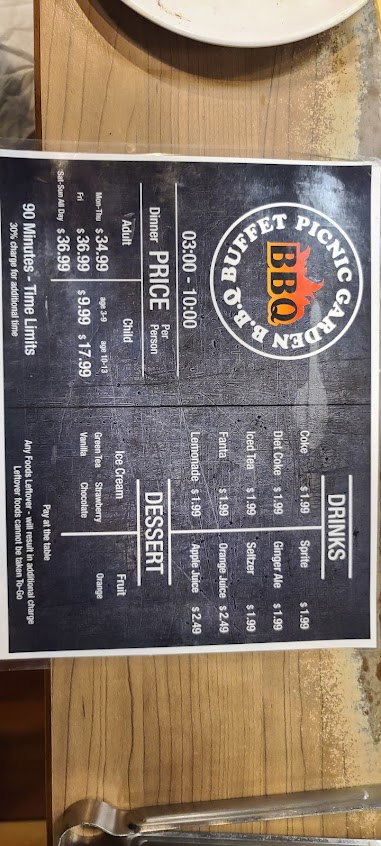 BUFFET PICNIC GARDEN B.B.Q
BBQ
03:00 - 10:00
Dinner PRICE Per Person
Adult
Mon-Thu $ 34.99
Fri $ 36.99
*Sat-Sun All Day $ 36.99
Child
age 3-9 age 10-13
$ 9.99 $ 17.99
90 Minutes - Time Limits
30% charge for additional time
DRINKS
Coke $ 1.99
Diet Coke $ 1.99
Iced Tea $ 1.99
Fanta $ 1.99
Lemonade $ 1.99
Sprite $ 1.99
Ginger Ale $ 1.99
Seltzer $ 1.99
Orange Juice $ 2.49
Apple Juice $ 2.49
DESSERT
Ice Cream
Green Tea Strawberry
Vanilla Chocolate
Fruit
Orange
Pay at the table
Any Foods Leftover - will result in additional charge
Leftover foods cannot be taken To-Go